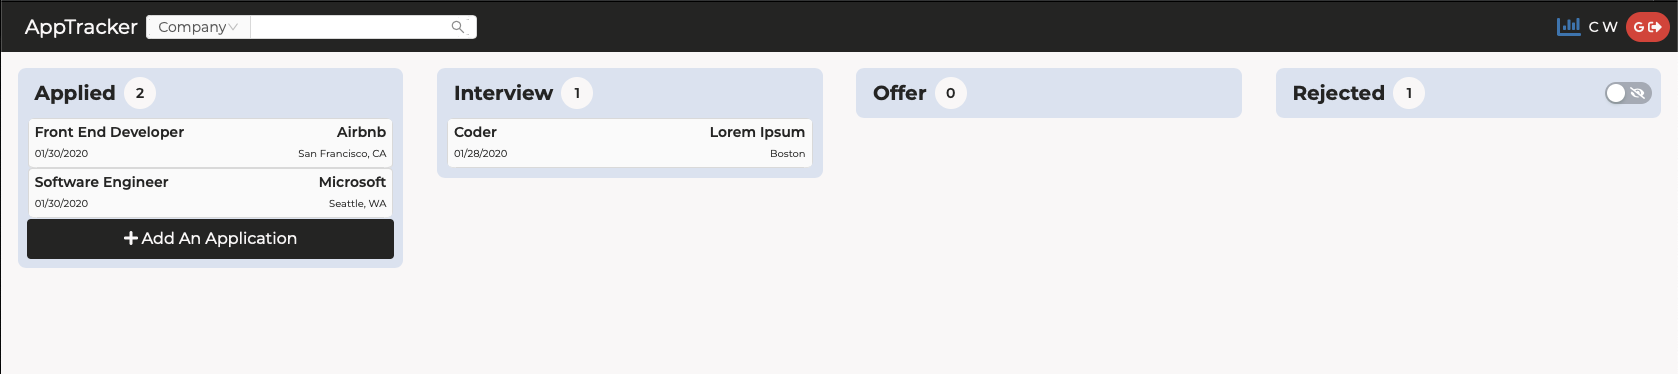 AppTracker Company C W G
Applied 2
Front End Developer Airbnb
01/30/2020 San Francisco, CA
Software Engineer Microsoft
01/30/2020 Seattle, WA
+ Add An Application
Interview 1
Coder Lorem Ipsum
01/28/2020 Boston
Offer 0
Rejected 1